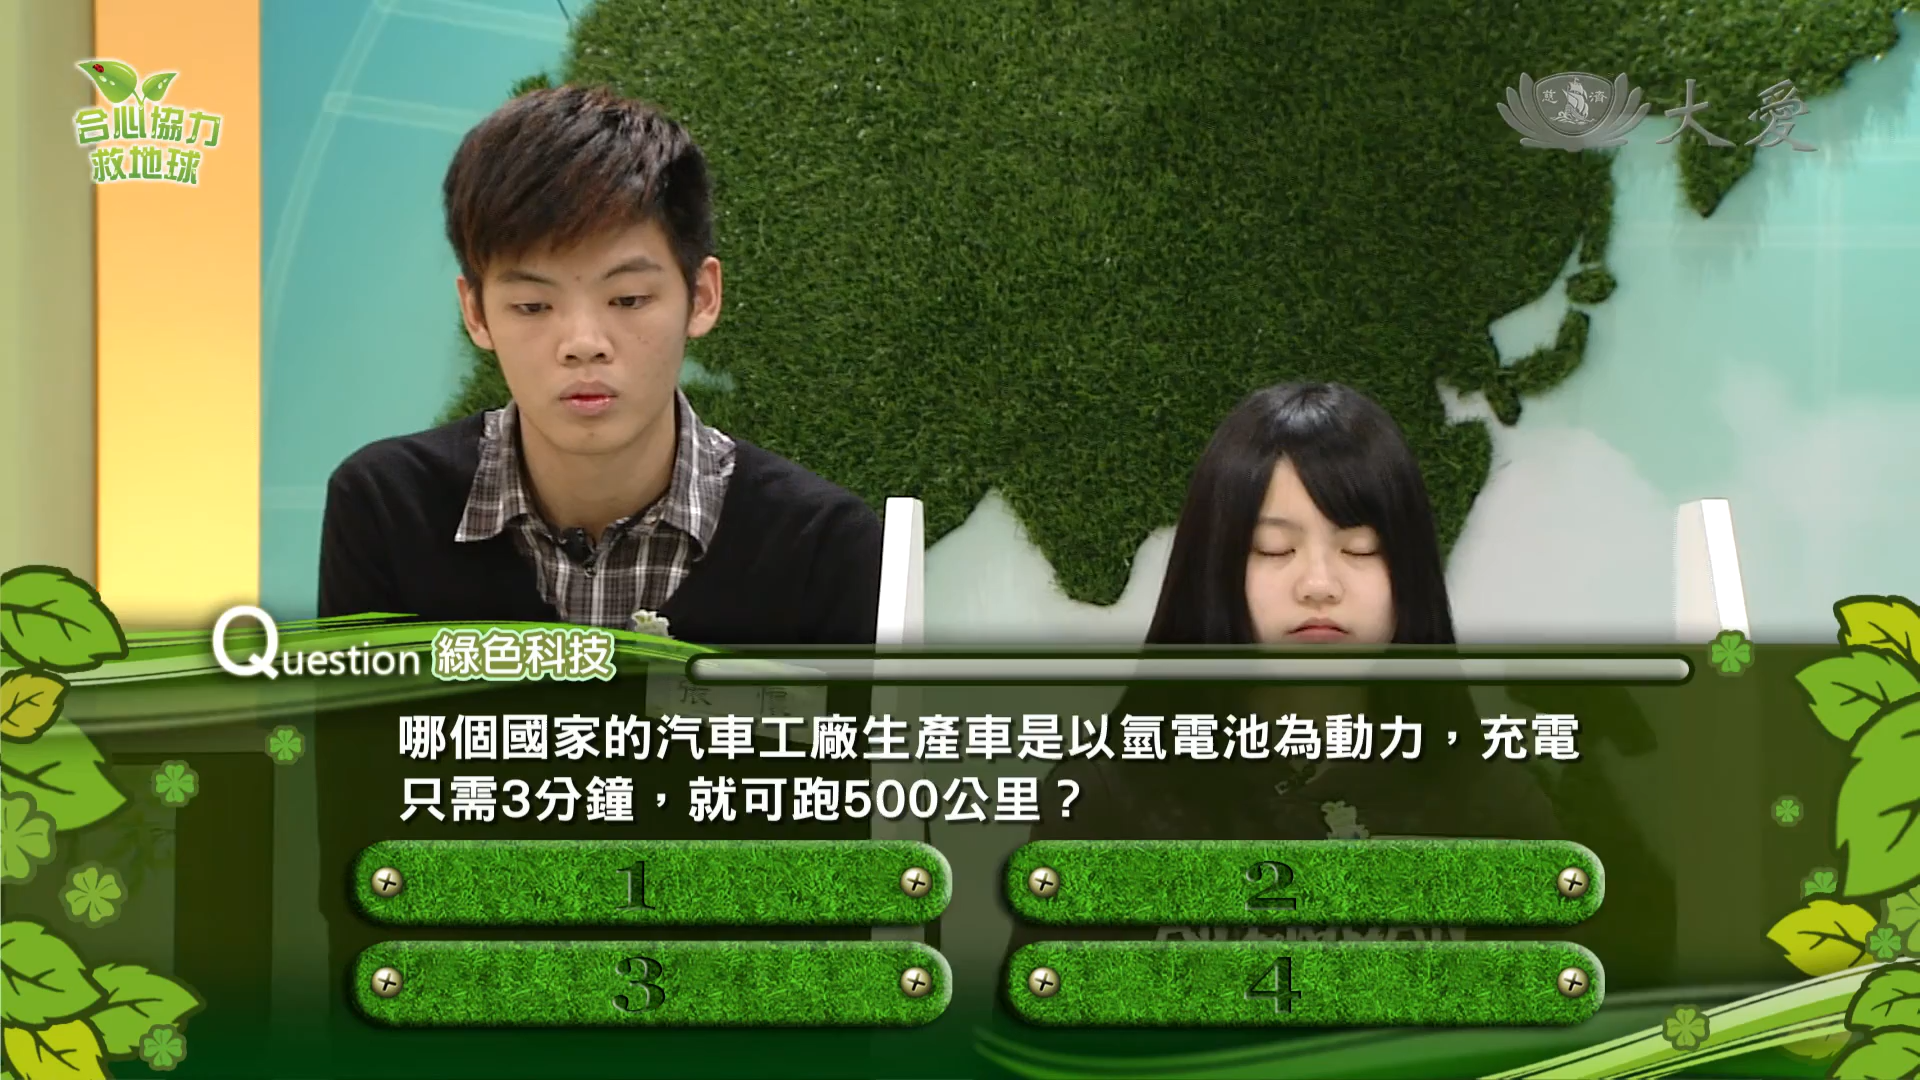 合心協力
救地球
慈濟
大愛
Question 綠色科技
哪個國家的汽車工廠生產車是以氫電池為動力，充電
只需3分鐘，就可跑500公里？
1
2
3
4